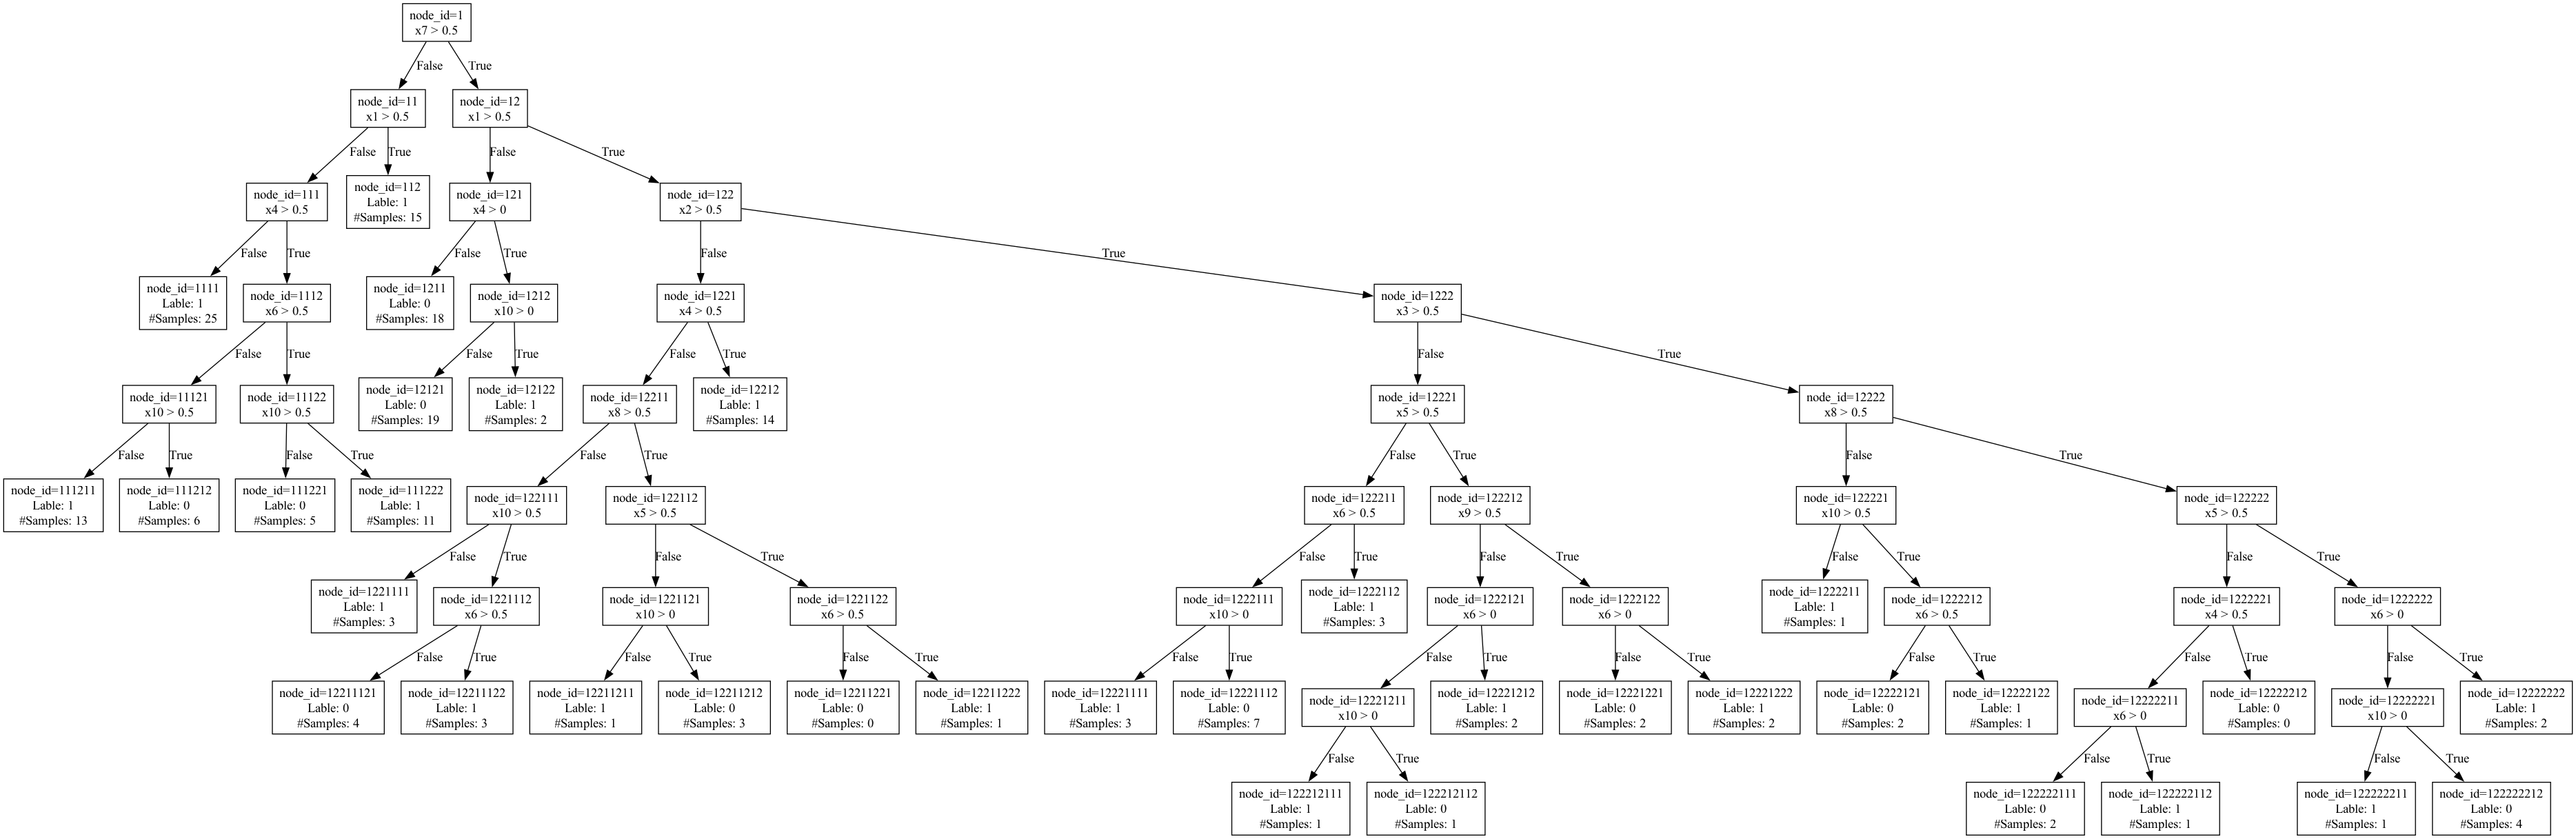 node_id=1
x7 > 0.5
False
True
node_id=11
x1 > 0.5
node_id=12
x1 > 0.5
False
True
False
True
node_id=111
x4 > 0.5
node_id=112
Lable: 1
#Samples: 15
node_id=121
x4 > 0
node_id=122
x2 > 0.5
False
True
False
True
False
True
node_id=1111
Lable: 1
#Samples: 25
node_id=1112
x6 > 0.5
node_id=1211
Lable: 0
#Samples: 18
node_id=1212
x10 > 0
node_id=1221
x4 > 0.5
node_id=1222
x3 > 0.5
False
True
False
True
False
True
False
True
node_id=11121
x10 > 0.5
node_id=11122
x10 > 0.5
node_id=12121
Lable: 0
#Samples: 19
node_id=12122
Lable: 1
#Samples: 2
node_id=12211
x8 > 0.5
node_id=12212
Lable: 1
#Samples: 14
node_id=12221
x5 > 0.5
node_id=12222
x8 > 0.5
False
True
False
True
False
True
False
True
False
True
node_id=111211
Lable: 1
#Samples: 13
node_id=111212
Lable: 0
#Samples: 6
node_id=111221
Lable: 0
#Samples: 5
node_id=111222
Lable: 1
#Samples: 11
node_id=122111
x10 > 0.5
node_id=122112
x5 > 0.5
node_id=122211
x6 > 0.5
node_id=122212
x9 > 0.5
node_id=122221
x10 > 0.5
node_id=122222
x5 > 0.5
False
True
False
True
False
True
False
True
False
True
False
True
node_id=1221111
Lable: 1
#Samples: 3
node_id=1221112
x6 > 0.5
node_id=1221121
x10 > 0
node_id=1221122
x6 > 0.5
node_id=1222111
x10 > 0
node_id=1222112
Lable: 1
#Samples: 3
node_id=1222121
x6 > 0
node_id=1222122
x6 > 0
node_id=1222211
Lable: 1
#Samples: 1
node_id=1222212
x6 > 0.5
node_id=1222221
x4 > 0.5
node_id=1222222
x6 > 0
False
True
False
True
False
True
False
True
False
True
False
True
False
True
False
True
False
True
node_id=12211121
Lable: 0
#Samples: 4
node_id=12211122
Lable: 1
#Samples: 3
node_id=12211211
Lable: 1
#Samples: 1
node_id=12211212
Lable: 0
#Samples: 3
node_id=12211221
Lable: 0
#Samples: 0
node_id=12211222
Lable: 1
#Samples: 1
node_id=12221111
Lable: 1
#Samples: 3
node_id=12221112
Lable: 0
#Samples: 7
node_id=12221211
x10 > 0
node_id=12221212
Lable: 1
#Samples: 2
node_id=12221221
Lable: 0
#Samples: 2
node_id=12221222
Lable: 1
#Samples: 2
node_id=12222121
Lable: 0
#Samples: 2
node_id=12222122
Lable: 1
#Samples: 1
node_id=12222211
x6 > 0
node_id=12222212
Lable: 0
#Samples: 0
node_id=12222221
x10 > 0
node_id=12222222
Lable: 1
#Samples: 2
False
True
False
True
False
True
node_id=122212111
Lable: 1
#Samples: 1
node_id=122212112
Lable: 0
#Samples: 1
node_id=122222111
Lable: 0
#Samples: 2
node_id=122222112
Lable: 1
#Samples: 1
node_id=122222211
Lable: 1
#Samples: 1
node_id=122222212
Lable: 0
#Samples: 4